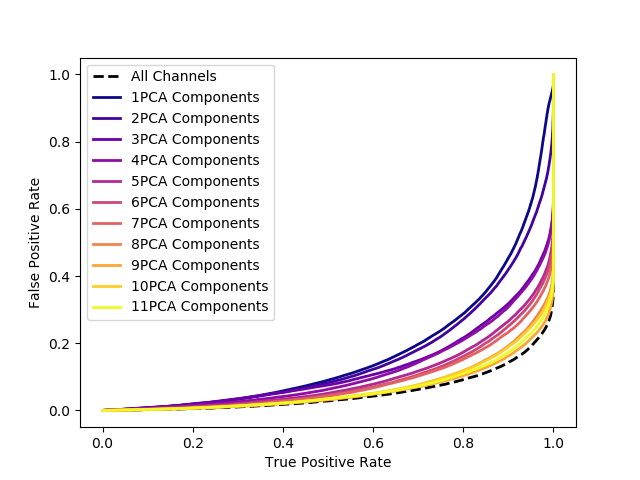 All Channels
1PCA Components
2PCA Components
3PCA Components
4PCA Components
5PCA Components
6PCA Components
7PCA Components
8PCA Components
9PCA Components
10PCA Components
11PCA Components
False Positive Rate
1.0
0.8
0.6
0.4
0.2
0.0
0.0 0.2 0.4 0.6 0.8 1.0
True Positive Rate